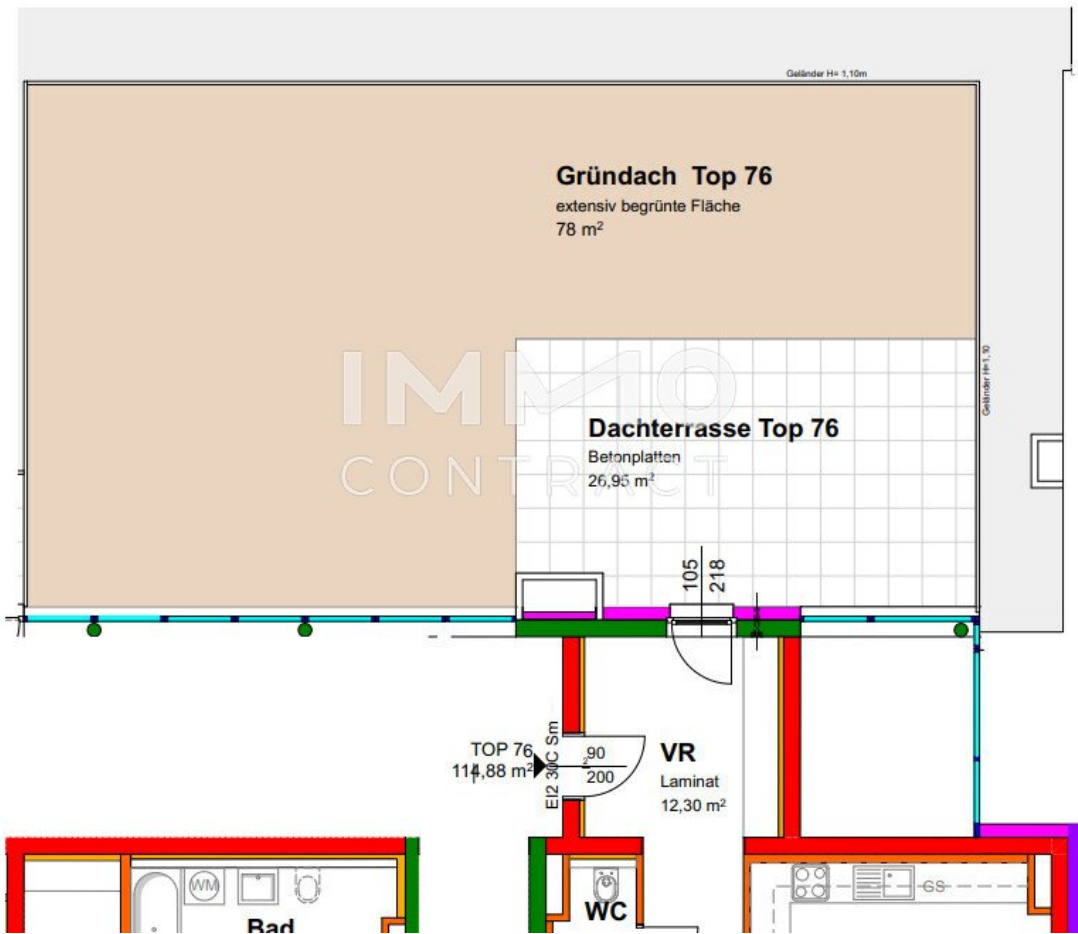 Geländer H= 1,10m
Gründach Top 76
extensiv begrünte Fläche
78 m²
Geländer H=1,10
IMMO
CONTRACT
Dachterrasse Top 76
Betonplatten
26,95 m²
105
218
TOP 76
114,88 m²
EI2 30C Sm
90
200
VR
Laminat
12,30 m²
WM
GS
WC
Bad